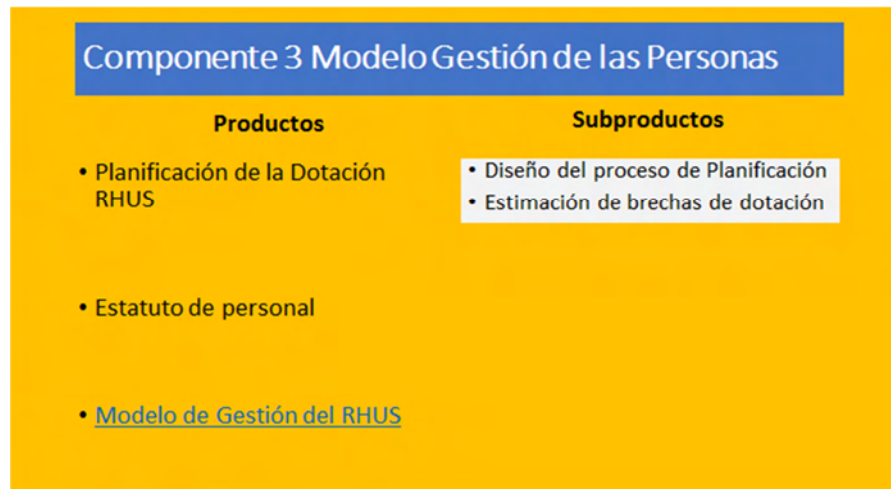 Componente 3 Modelo Gestión de las Personas
Productos
• Planificación de la Dotación
RHUS
• Estatuto de personal
• Modelo de Gestión del RHUS
Subproductos
• Diseño del proceso de Planificación
• Estimación de brechas de dotación